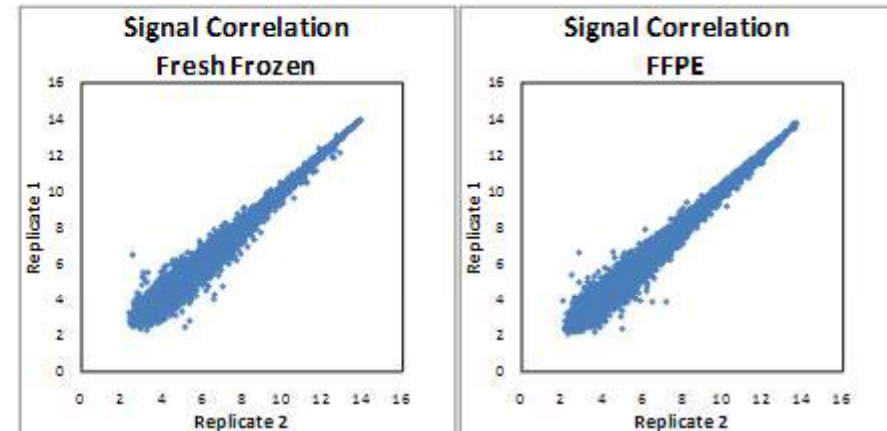 Signal Correlation
Fresh Frozen
16
14
12
10
8
6
4
2
0
Replicate 1
0 2 4 6 8 10 12 14 16
Replicate 2
Signal Correlation
FFPE
16
14
12
10
8
6
4
2
0
Replicate 1
0 2 4 6 8 10 12 14 16
Replicate 2